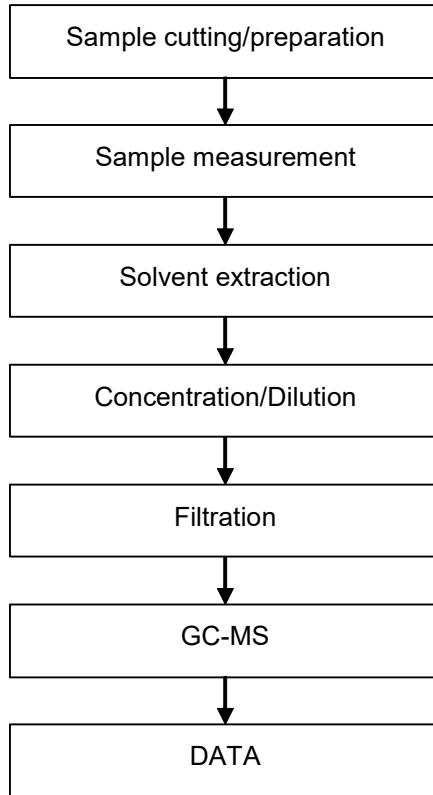 Sample cutting/preparation
Sample measurement
Solvent extraction
Concentration/Dilution
Filtration
GC-MS
DATA